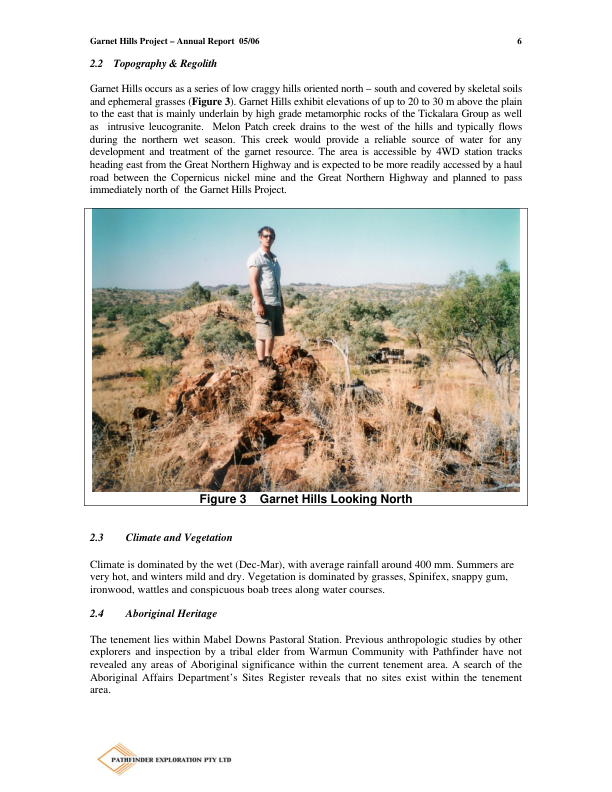 Garnet Hills Project – Annual Report 05/06 6
2.2 Topography & Regolith
Garnet Hills occurs as a series of low craggy hills oriented north – south and covered by skeletal soils
and ephemeral grasses (Figure 3). Garnet Hills exhibit elevations of up to 20 to 30 m above the plain
to the east that is mainly underlain by high grade metamorphic rocks of the Tickalara Group as well
as intrusive leucogranite. Melon Patch creek drains to the west of the hills and typically flows
during the northern wet season. This creek would provide a reliable source of water for any
development and treatment of the garnet resource. The area is accessible by 4WD station tracks
heading east from the Great Northern Highway and is expected to be more readily accessed by a haul
road between the Copernicus nickel mine and the Great Northern Highway and planned to pass
immediately north of the Garnet Hills Project.
Figure 3 Garnet Hills Looking North
2.3 Climate and Vegetation
Climate is dominated by the wet (Dec-Mar), with average rainfall around 400 mm. Summers are
very hot, and winters mild and dry. Vegetation is dominated by grasses, Spinifex, snappy gum,
ironwood, wattles and conspicuous boab trees along water courses.
2.4 Aboriginal Heritage
The tenement lies within Mabel Downs Pastoral Station. Previous anthropologic studies by other
explorers and inspection by a tribal elder from Warmun Community with Pathfinder have not
revealed any areas of Aboriginal significance within the current tenement area. A search of the
Aboriginal Affairs Department's Sites Register reveals that no sites exist within the tenement
area.
PATHFINDER EXPLORATION PTY LTD